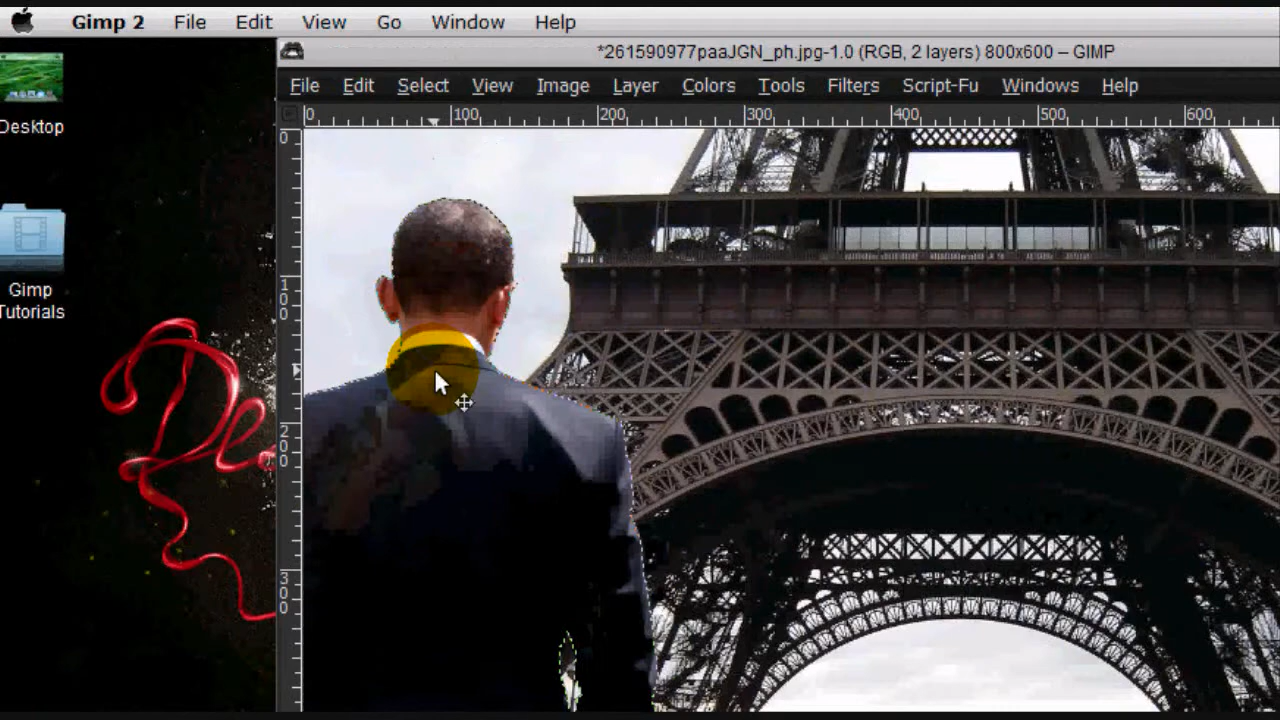 Gimp 2 File Edit View Go Window Help
*261590977paaJGN_ph.jpg-1.0 (RGB, 2 layers) 800x600 – GIMP
File Edit Select View Image Layer Colors Tools Filters Script-Fu Windows Help
0 100 200 300 400 500 600
0
100
200
300
Desktop
Gimp
Tutorials
De